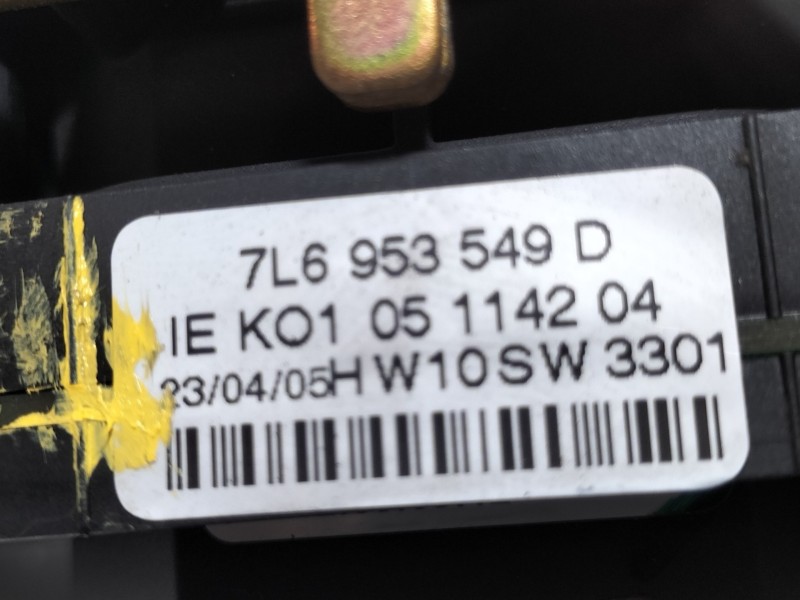 7L6 953 549 D
IE KO1 05 1142 04
23/04/05H W10SW 3301